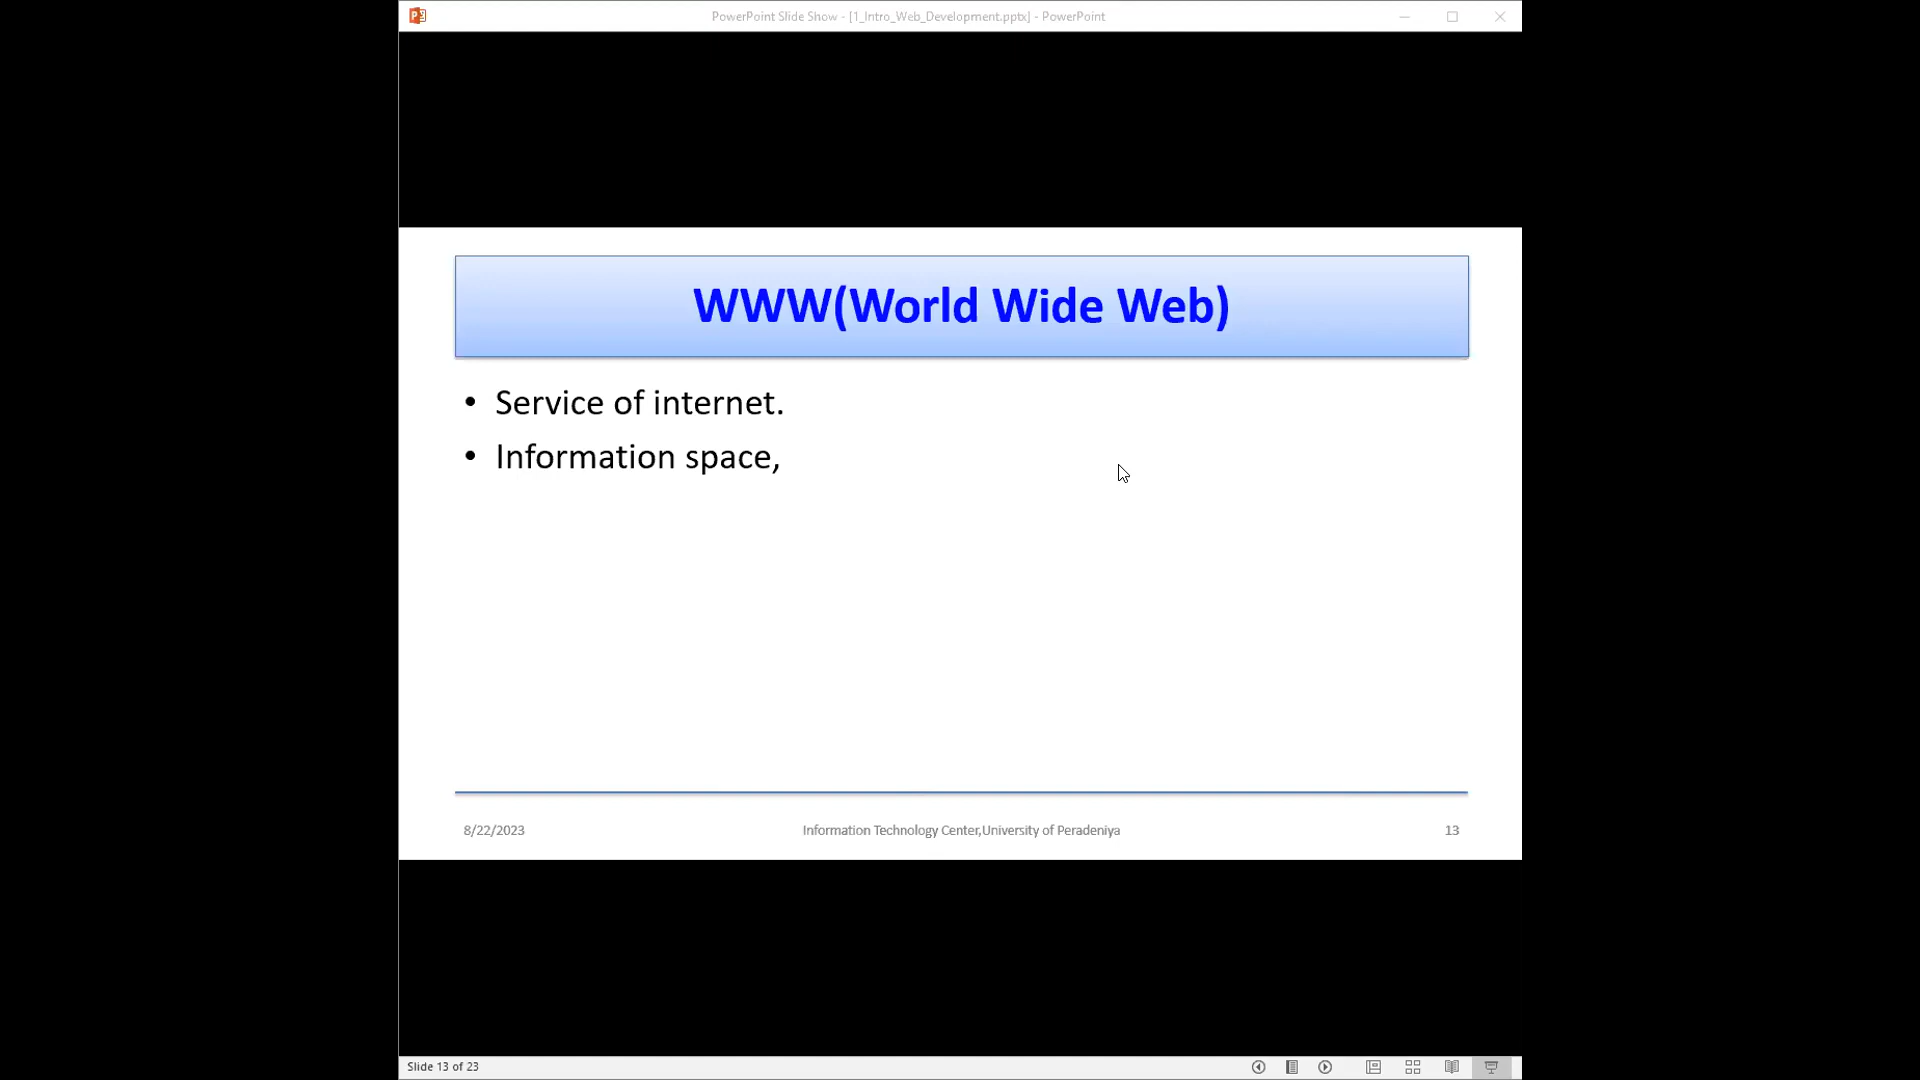 PowerPoint Slide Show - [1_Intro_Web_Development.pptx] - PowerPoint
WWW(World Wide Web)
• Service of internet.
• Information space,
8/22/2023
Information Technology Center,University of Peradeniya
13
Slide 13 of 23